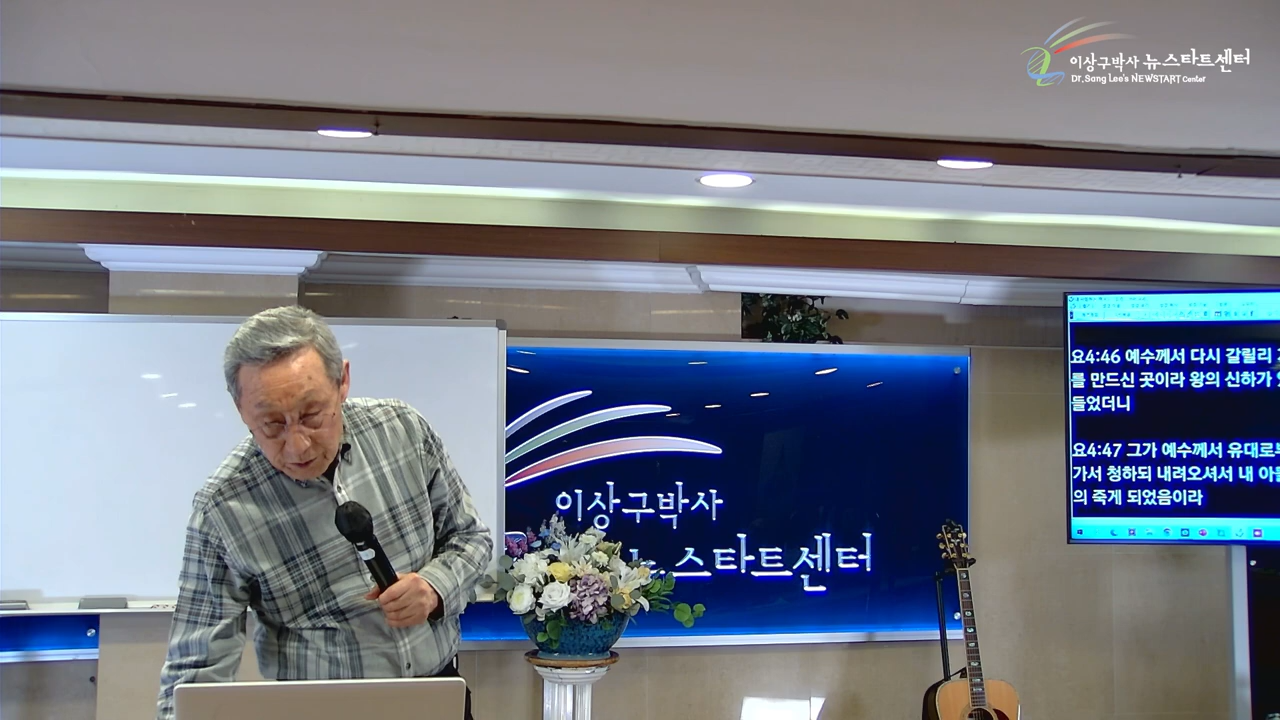 이상구박사 뉴스타트센터
Dr. Sang Lee's NEWSTART Center
요4:46 예수께서 다시 갈릴리
를 만드신 곳이라 왕의 신하가
들었더니
요4:47 그가 예수께서 유대로부
가서 청하되 내려오셔서 내 아들
의 죽게 되었음이라
이상구박사
뉴스타트센터